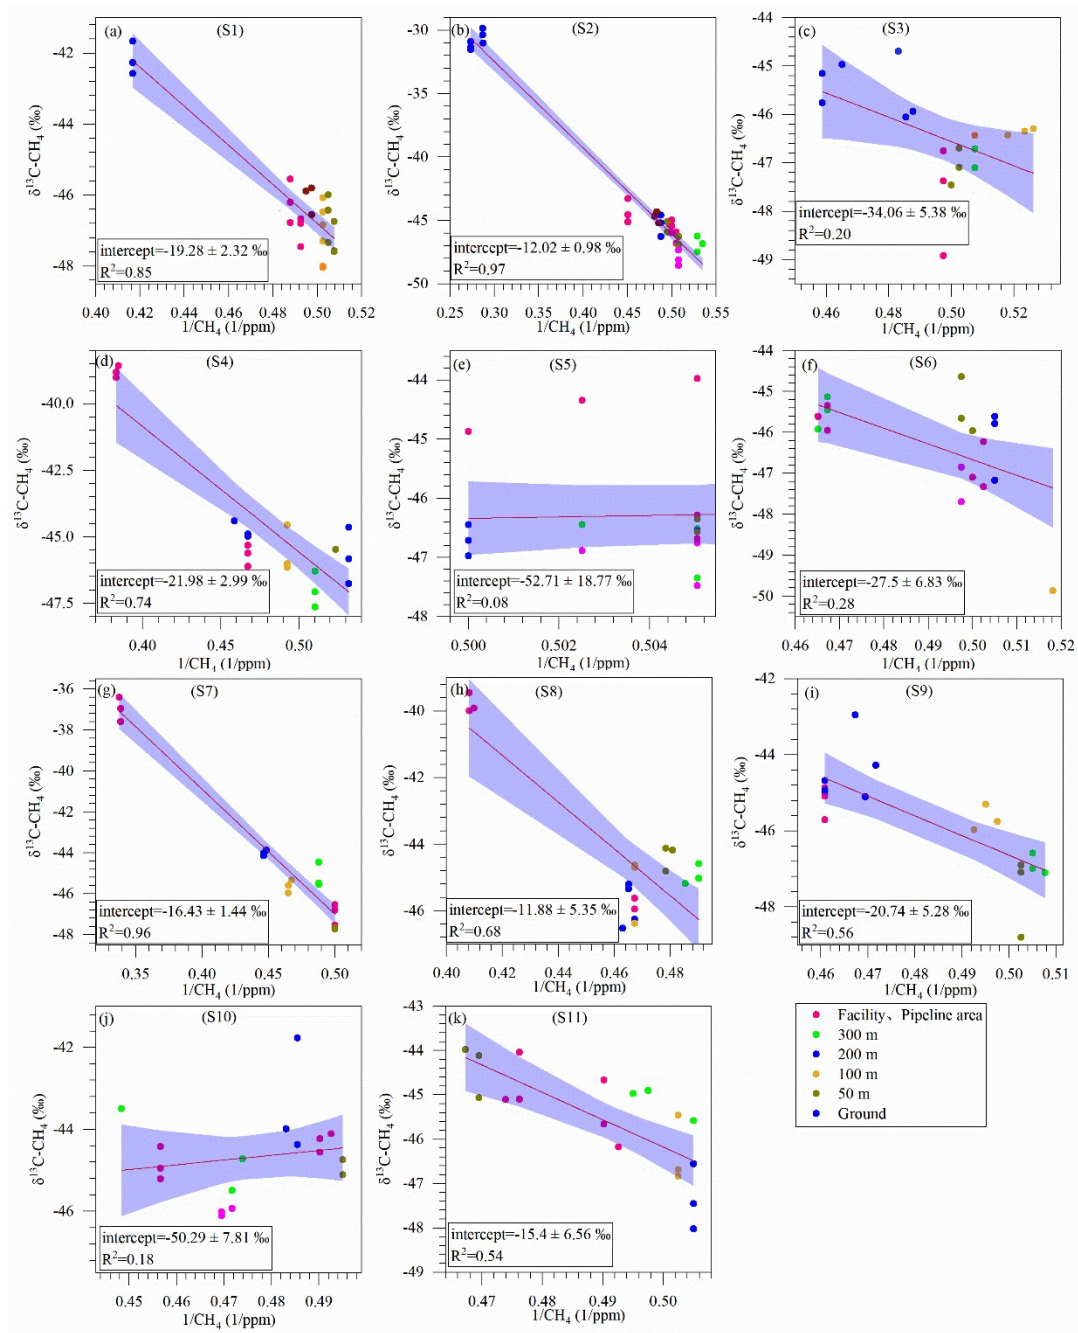 (a) (S1)
-42
-44
-46
-48
δ¹³C-CH₄ (‰)
intercept=-19.28 ± 2.32 ‰
R²=0.85
0.40 0.42 0.44 0.46 0.48 0.50 0.52
1/CH₄ (1/ppm)
(b) (S2)
-30
-35
-40
-45
-50
δ¹³C-CH₄ (‰)
intercept=-12.02 ± 0.98 ‰
R²=0.97
0.25 0.30 0.35 0.40 0.45 0.50 0.55
1/CH₄ (1/ppm)
(c) (S3)
-44
-45
-46
-47
-48
-49
δ¹³C-CH₄ (‰)
intercept=-34.06 ± 5.38 ‰
R²=0.20
0.46 0.48 0.50 0.52
1/CH₄ (1/ppm)
(d) (S4)
-40.0
-42.5
-45.0
-47.5
δ¹³C-CH₄ (‰)
intercept=-21.98 ± 2.99 ‰
R²=0.74
0.40 0.50
1/CH₄ (1/ppm)
(e) (S5)
-44
-45
-46
-47
-48
δ¹³C-CH₄ (‰)
intercept=-52.71 ± 18.77 ‰
R²=0.08
0.500 0.502 0.504
1/CH₄ (1/ppm)
(f) (S6)
-44
-45
-46
-47
-48
-49
-50
δ¹³C-CH₄ (‰)
intercept=-27.5 ± 6.83 ‰
R²=0.28
0.46 0.47 0.48 0.49 0.50 0.51 0.52
1/CH₄ (1/ppm)
(g) (S7)
-36
-38
-40
-42
-44
-46
-48
δ¹³C-CH₄ (‰)
intercept=-16.43 ± 1.44 ‰
R²=0.96
0.35 0.40 0.45 0.50
1/CH₄ (1/ppm)
(h) (S8)
-40
-42
-44
-46
δ¹³C-CH₄ (‰)
intercept=-11.88 ± 5.35 ‰
R²=0.68
0.40 0.42 0.44 0.46 0.48
1/CH₄ (1/ppm)
(i) (S9)
-42
-44
-46
-48
δ¹³C-CH₄ (‰)
intercept=-20.74 ± 5.28 ‰
R²=0.56
0.46 0.47 0.48 0.49 0.50 0.51
1/CH₄ (1/ppm)
(j) (S10)
-42
-44
-46
δ¹³C-CH₄ (‰)
intercept=-50.29 ± 7.81 ‰
R²=0.18
0.45 0.46 0.47 0.48 0.49
1/CH₄ (1/ppm)
(k) (S11)
-43
-44
-45
-46
-47
-48
-49
δ¹³C-CH₄ (‰)
intercept=-15.4 ± 6.56 ‰
R²=0.54
0.47 0.48 0.49 0.50
1/CH₄ (1/ppm)
Facility、Pipeline area
300 m
200 m
100 m
50 m
Ground